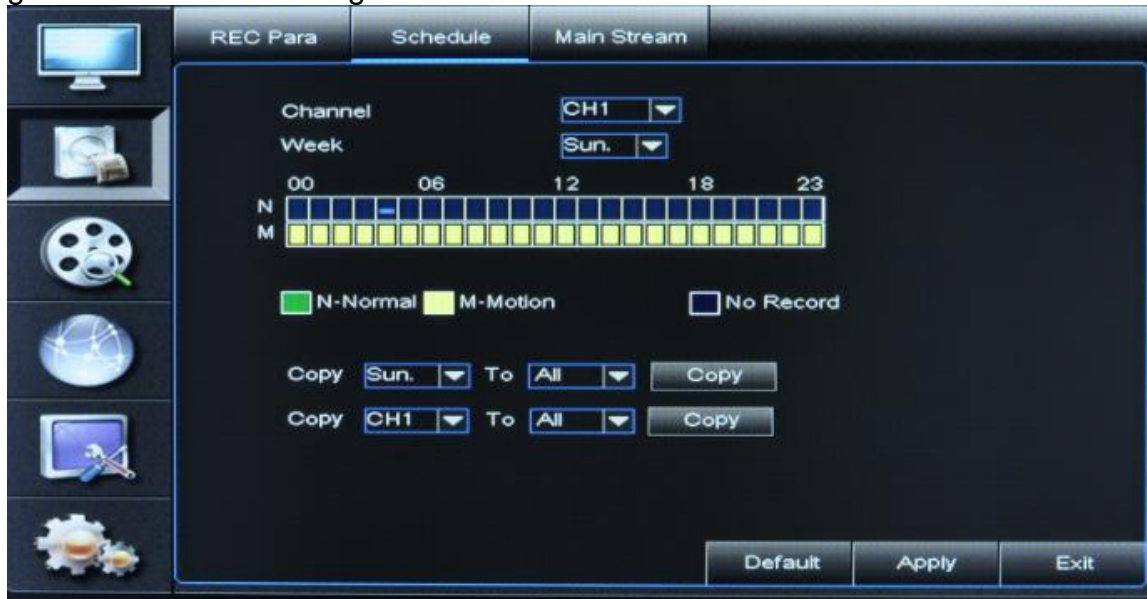 REC Para Schedule Main Stream
Channel CH1
Week Sun.
00 06 12 18 23
N
M
N-Normal M-Motion No Record
Copy Sun. To All Copy
Copy CH1 To All Copy
Default Apply Exit